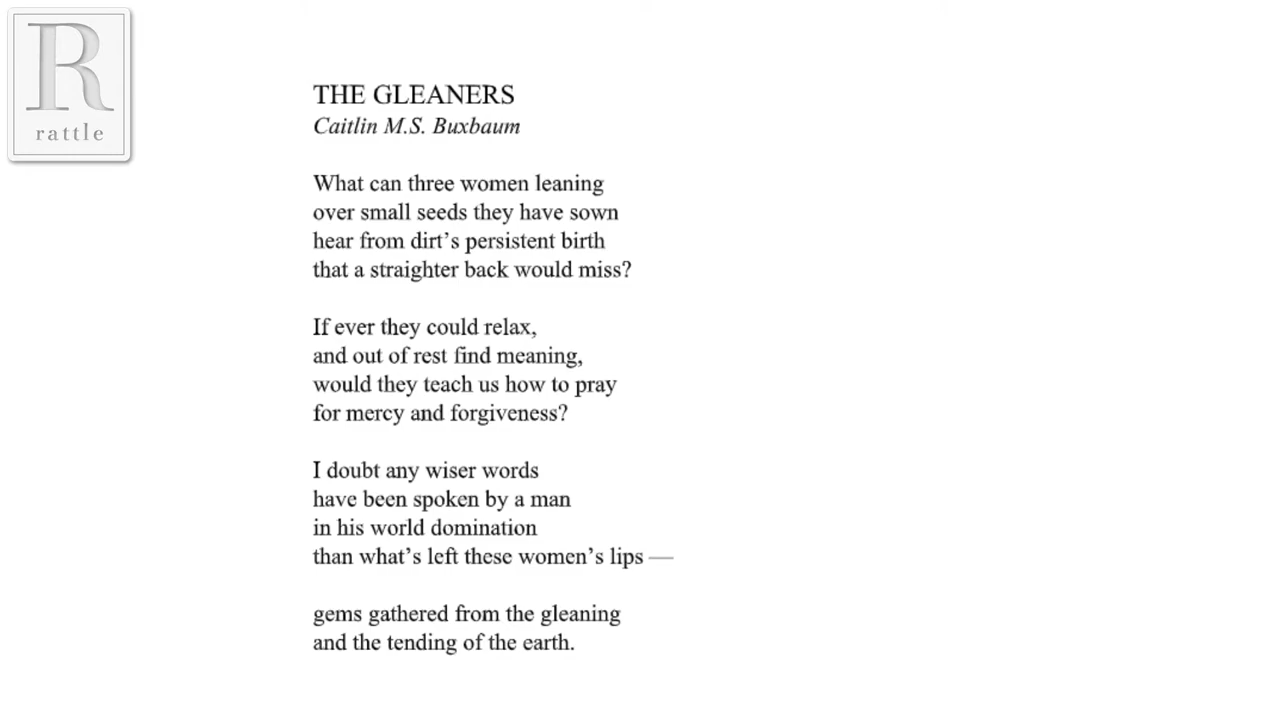 R
rattle
THE GLEANERS
Caitlin M.S. Buxbaum
What can three women leaning
over small seeds they have sown
hear from dirt’s persistent birth
that a straighter back would miss?
If ever they could relax,
and out of rest find meaning,
would they teach us how to pray
for mercy and forgiveness?
I doubt any wiser words
have been spoken by a man
in his world domination
than what’s left these women’s lips —
gems gathered from the gleaning
and the tending of the earth.